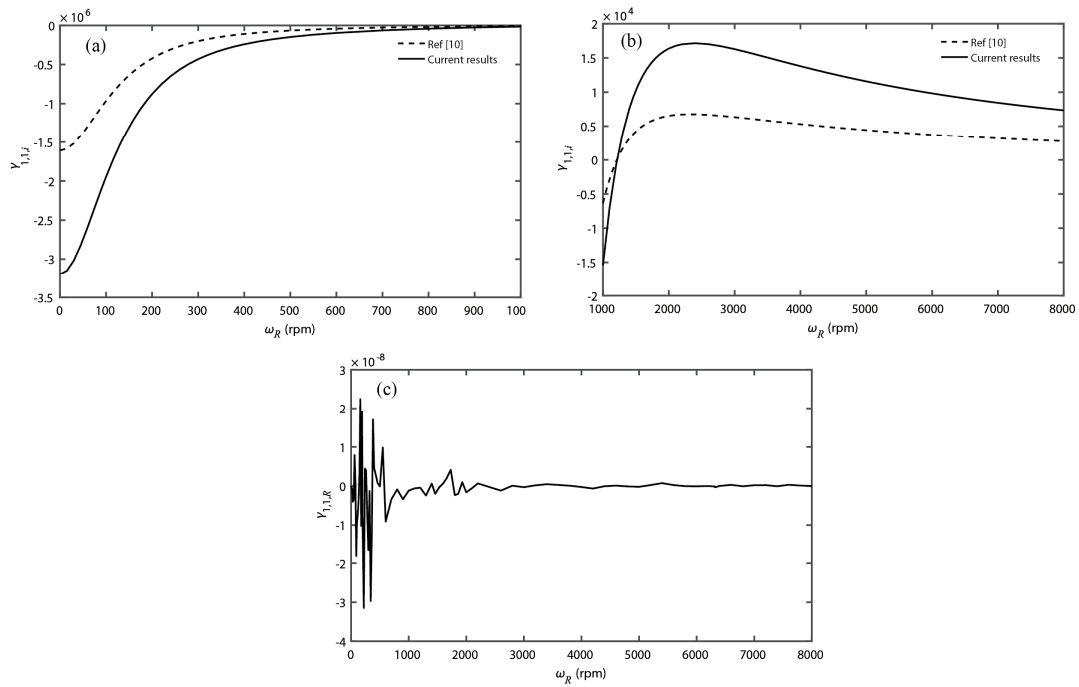 × 10 6
(a)
Ref [10]
Current results
0
-0.5
-1
-1.5
-2
-2.5
-3
-3.5
γ1,1,i
0 100 200 300 400 500 600 700 800 900 100
ωR (rpm)
× 10 4
(b)
Ref [10]
Current results
2
1.5
1
0.5
0
-0.5
-1
-1.5
-2
γ1,1,i
1000 2000 3000 4000 5000 6000 7000 8000
ωR (rpm)
× 10 -8
(c)
3
2
1
0
-1
-2
-3
-4
γ1,1,R
0 1000 2000 3000 4000 5000 6000 7000 8000
ωR (rpm)